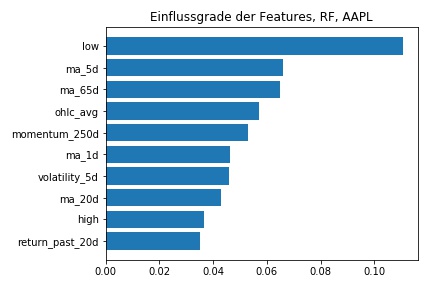 Einflussgrade der Features, RF, AAPL
low
ma_5d
ma_65d
ohlc_avg
momentum_250d
ma_1d
volatility_5d
ma_20d
high
return_past_20d
0.00 0.02 0.04 0.06 0.08 0.10